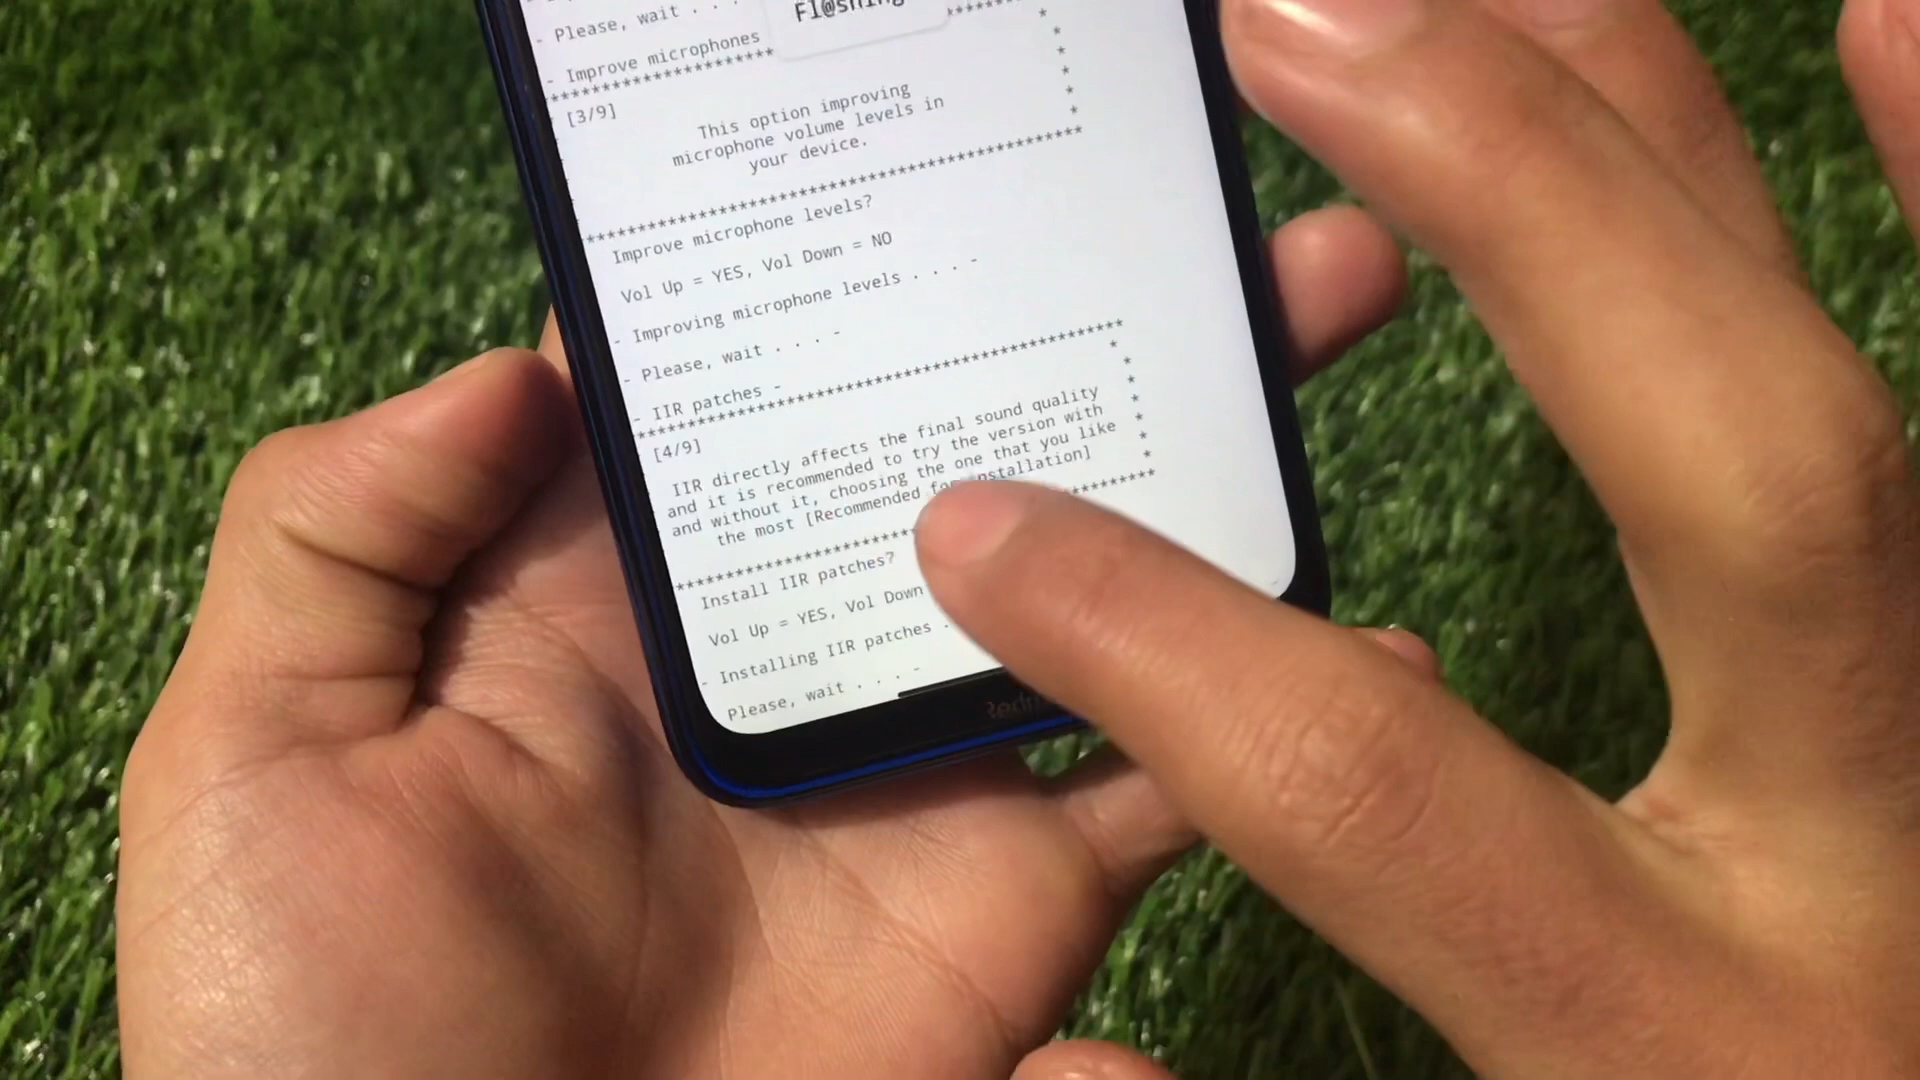 - Please, wait . . .
Fl@shing
- Improve microphones
***********************
[3/9]
This option improving
microphone volume levels in
your device.
**************************************************
Improve microphone levels?
Vol Up = YES, Vol Down = NO
- Improving microphone levels . . . -
- Please, wait . . . -
- IIR patches -
**************************************************
[4/9]
IIR directly affects the final sound quality
and it is recommended to try the version with
and without it, choosing the one that you like
the most [Recommended for installation]
**************************************************
Install IIR patches?
Vol Up = YES, Vol Down
- Installing IIR patches .
Please, wait . . . -